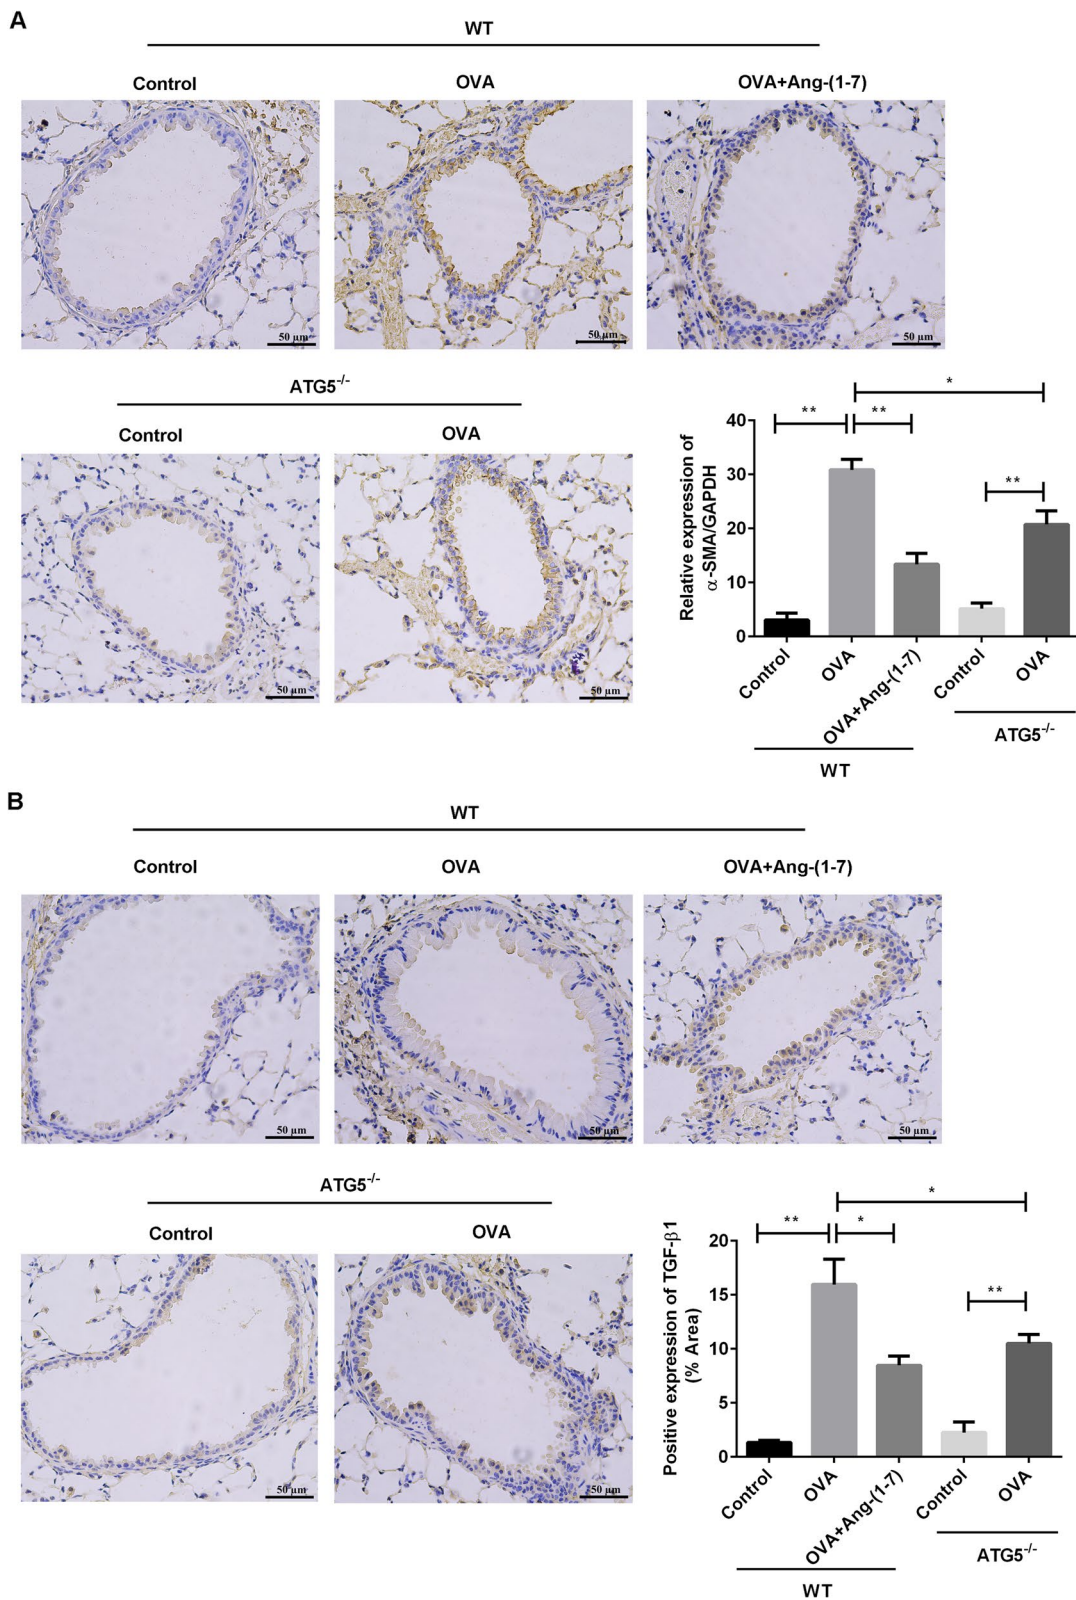 A
WT
Control
OVA
OVA+Ang-(1-7)
50 µm
50 µm
50 µm
ATG5-/-
Control
OVA
50 µm
50 µm
Relative expression of
α-SMA/GAPDH
40
30
20
10
0
**
**
*
**
Control
OVA
OVA+Ang-(1-7)
Control
OVA
WT
ATG5-/-
B
WT
Control
OVA
OVA+Ang-(1-7)
50 µm
50 µm
50 µm
ATG5-/-
Control
OVA
50 µm
50 µm
Positive expression of TGF-β1
(% Area)
20
15
10
5
0
**
*
*
**
Control
OVA
OVA+Ang-(1-7)
Control
OVA
WT
ATG5-/-